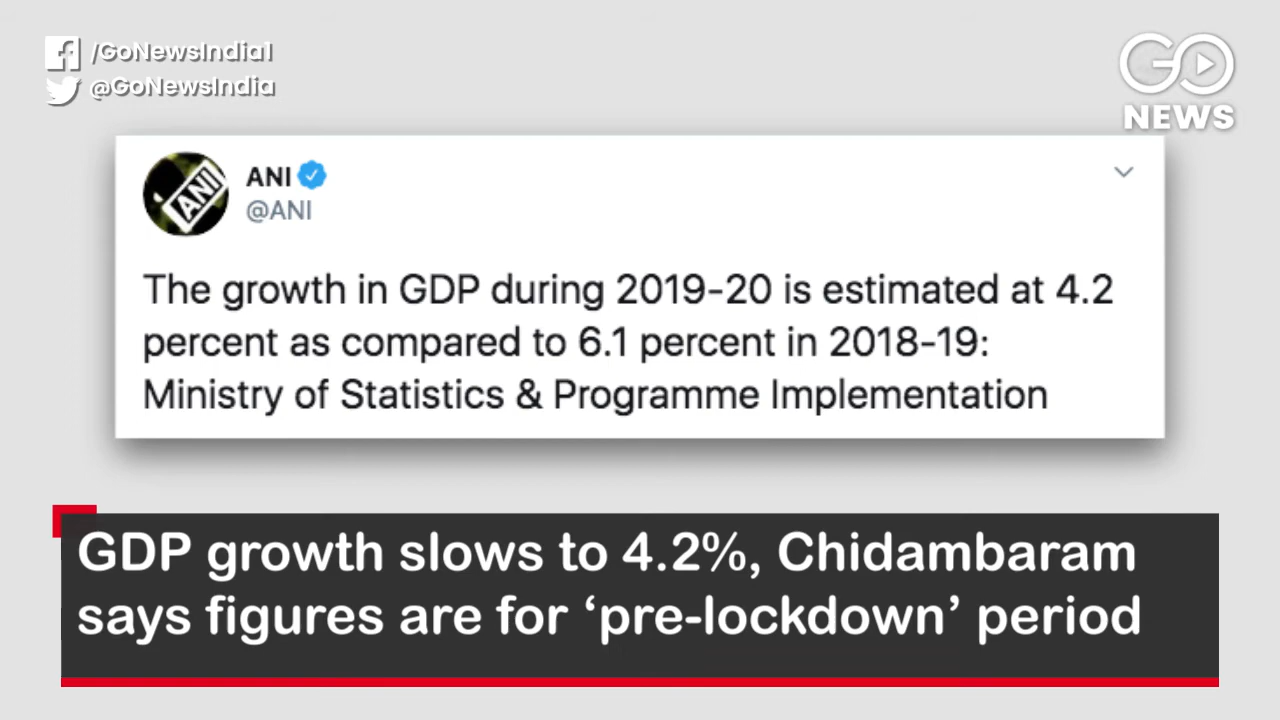 /GoNewsIndia1
@GoNewsIndia
GO
NEWS
ANI
ANI
@ANI
The growth in GDP during 2019-20 is estimated at 4.2
percent as compared to 6.1 percent in 2018-19:
Ministry of Statistics & Programme Implementation
GDP growth slows to 4.2%, Chidambaram
says figures are for ‘pre-lockdown’ period